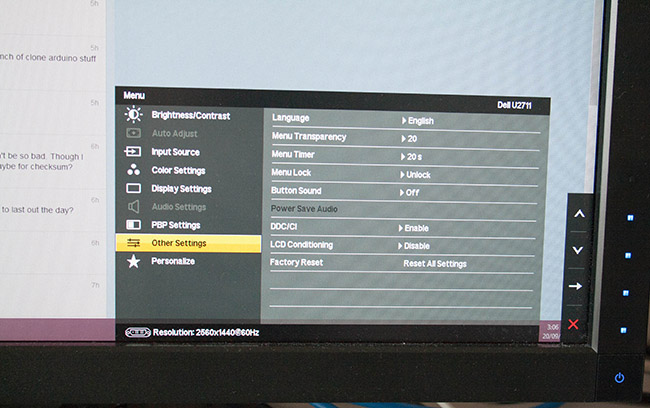 5h
nch of clone arduino stuff
5h
Menu
Dell U2711
Brightness/Contrast
Auto Adjust
Input Source
Color Settings
Display Settings
Audio Settings
PBP Settings
Other Settings
Personalize
Language English
Menu Transparency 20
Menu Timer 20 s
Menu Lock Unlock
Button Sound Off
Power Save Audio
DDC/CI Enable
LCD Conditioning Disable
Factory Reset Reset All Settings
6h
't be so bad. Though I
aybe for checksum?
6h
to last out the day?
6h
7h
Resolution: 2560x1440@60Hz
3:06
20/09/